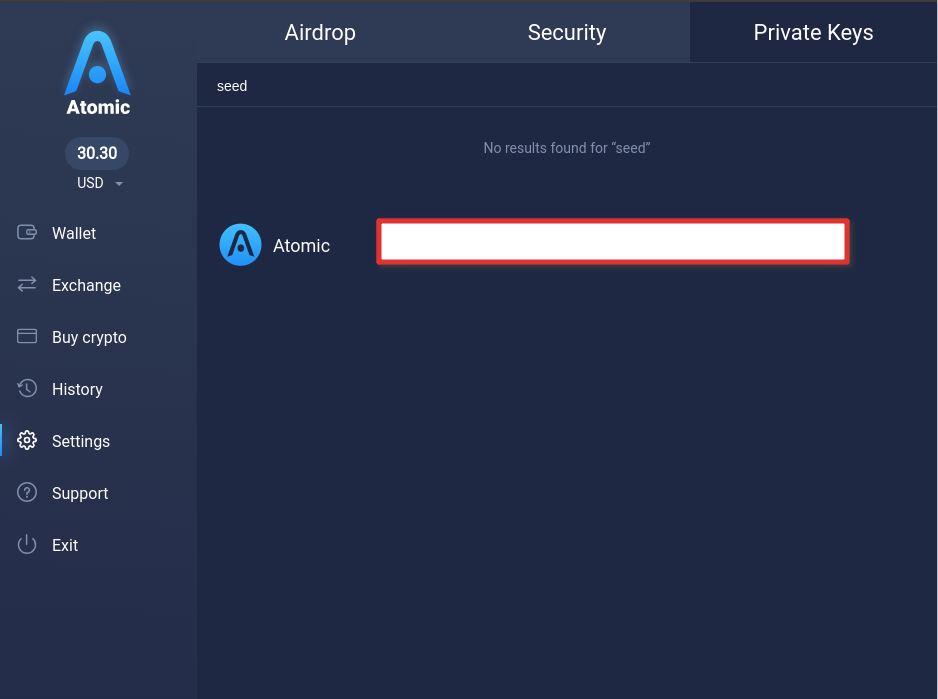 Airdrop
Security
Private Keys
Atomic
30.30
USD
Wallet
Exchange
Buy crypto
History
Settings
Support
Exit
seed
No results found for “seed”
Atomic